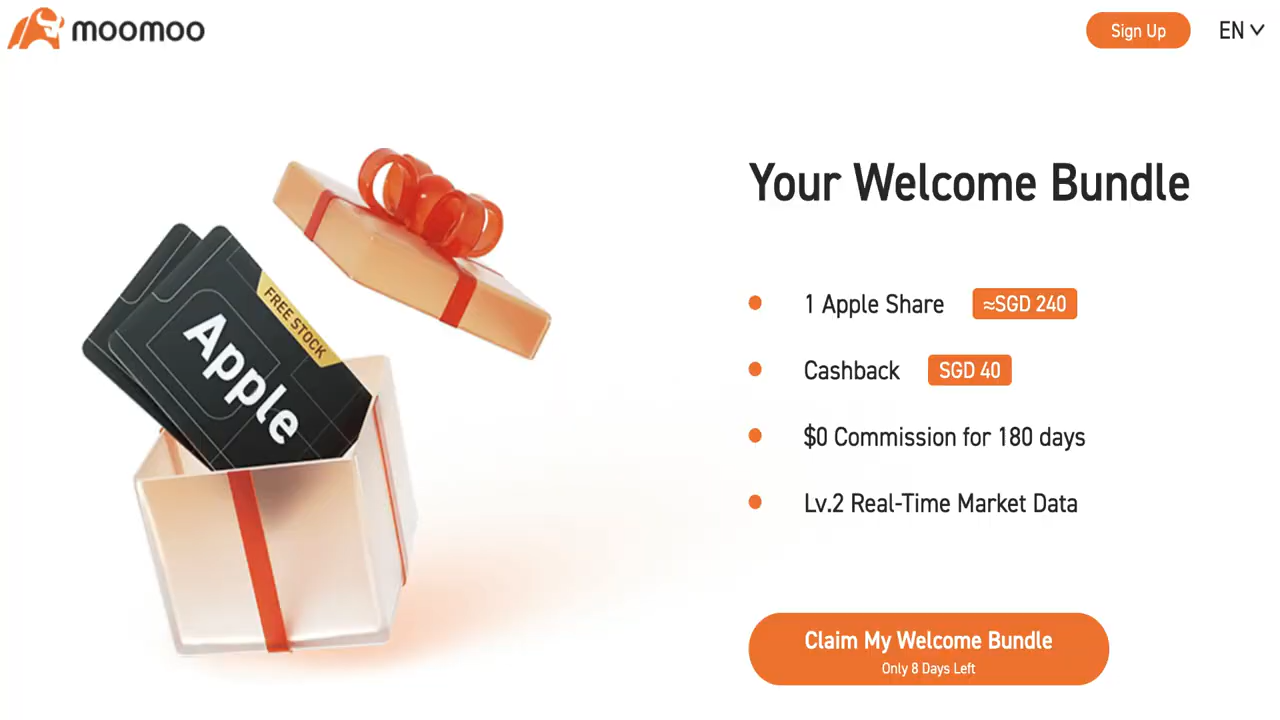 moomoo
Sign Up
EN
Your Welcome Bundle
FREE STOCK
Apple
1 Apple Share ≈SGD 240
Cashback SGD 40
$0 Commission for 180 days
Lv.2 Real-Time Market Data
Claim My Welcome Bundle
Only 8 Days Left